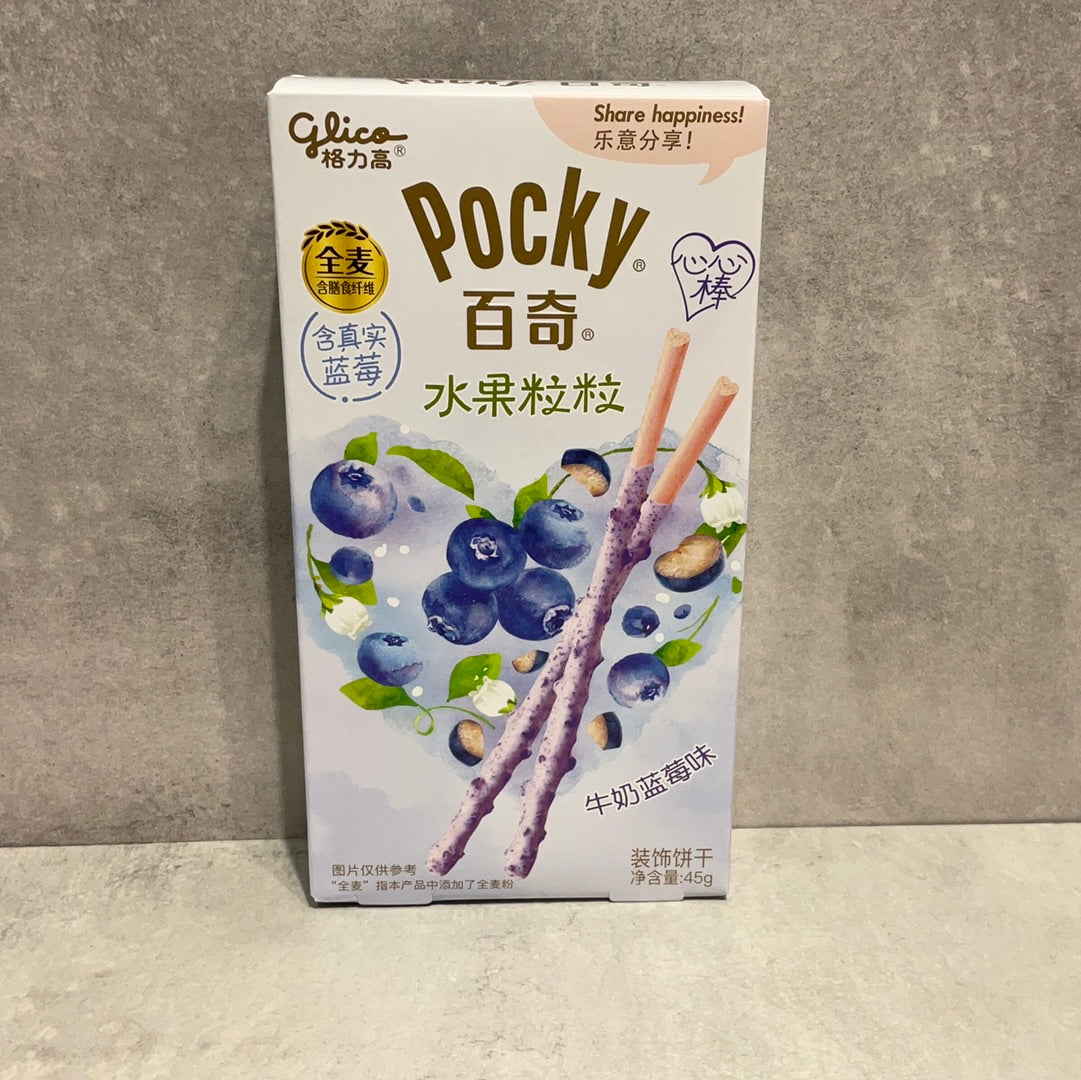 Glico
格力高®
Share happiness!
乐意分享!
Pocky®
百奇®
全麦
含膳食纤维
含真实
蓝莓
心心
棒
水果粒粒
牛奶蓝莓味
图片仅供参考
“全麦”指本产品中添加了全麦粉
装饰饼干
净含量:45g